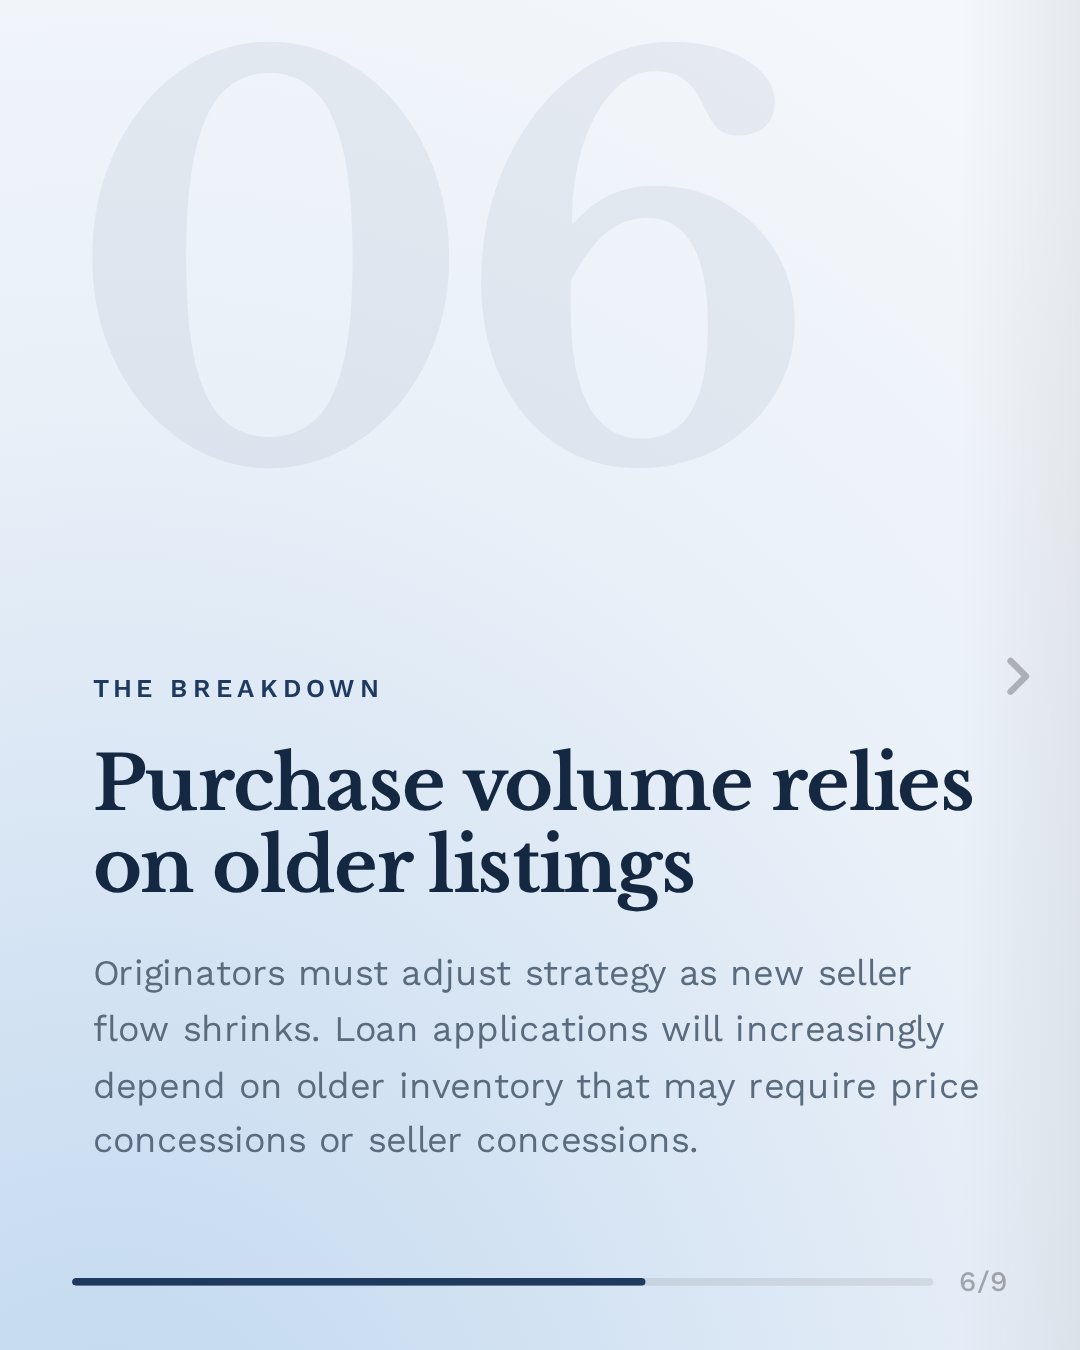 06
THE BREAKDOWN
Purchase volume relies
on older listings
Originators must adjust strategy as new seller
flow shrinks. Loan applications will increasingly
depend on older inventory that may require price
concessions or seller concessions.
6/9